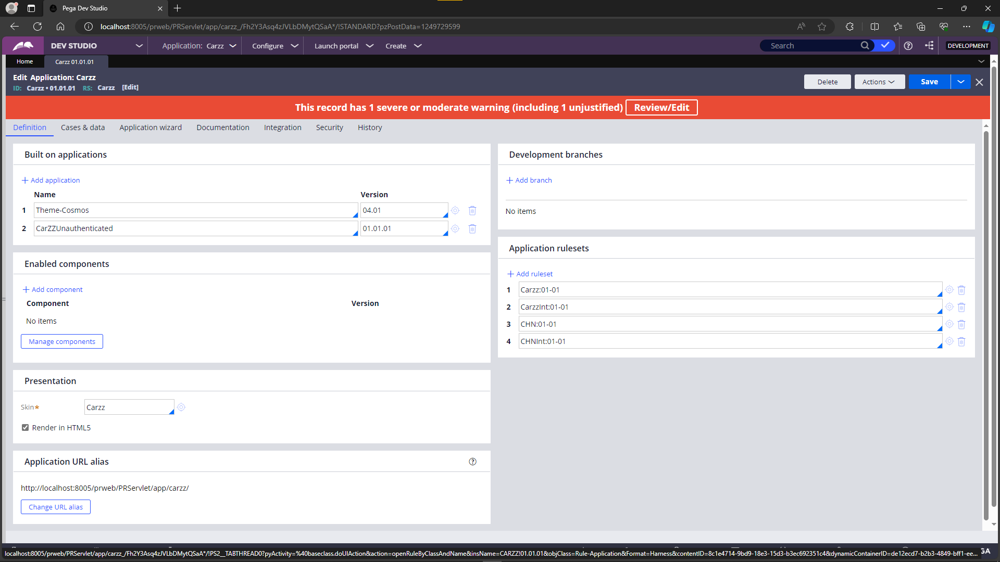 Pega Dev Studio
localhost:8005/prweb/PRServlet/app/carzz_/Fh2Y3Asq4zJVLbDMytQSaA*/!STANDARD?pzPostData=1249729599
DEV STUDIO
Application: Carzz
Configure
Launch portal
Create
Search
DEVELOPMENT
Home
Carzz 01.01.01
Edit Application: Carzz
ID: Carzz • 01.01.01 RS: Carzz [Edit]
Delete
Actions
Save
This record has 1 severe or moderate warning (including 1 unjustified)
Review/Edit
Definition
Cases & data
Application wizard
Documentation
Integration
Security
History
Built on applications
Add application
Name Version
1 Theme-Cosmos 04.01
2 CarZZUnauthenticated 01.01.01
Enabled components
Add component
Component Version
No items
Manage components
Presentation
Skin*
Carzz
Render in HTML5
Application URL alias
http://localhost:8005/prweb/PRServlet/app/carzz/
Change URL alias
Development branches
Add branch
No items
Application rulesets
Add ruleset
1 Carzz:01-01
2 CarzzInt:01-01
3 CHN:01-01
4 CHNInt:01-01
localhost:8005/prweb/PRServlet/app/carzz_/Fh2Y3Asq4zJVLbDMytQSaA*/!PS2__TABTHREAD0?pyActivity=%40baseclass.doUIAction&action=openRuleByClassAndName&insName=CARZZ!01.01.01&objClass=Rule-Application&Format=Harness&contentID=8c1e4714-9bd9-18e3-15d3-b3ec692351c4&dynamicContainerID=de12ecd7-b2b3-4849-bff1-ee...
GA